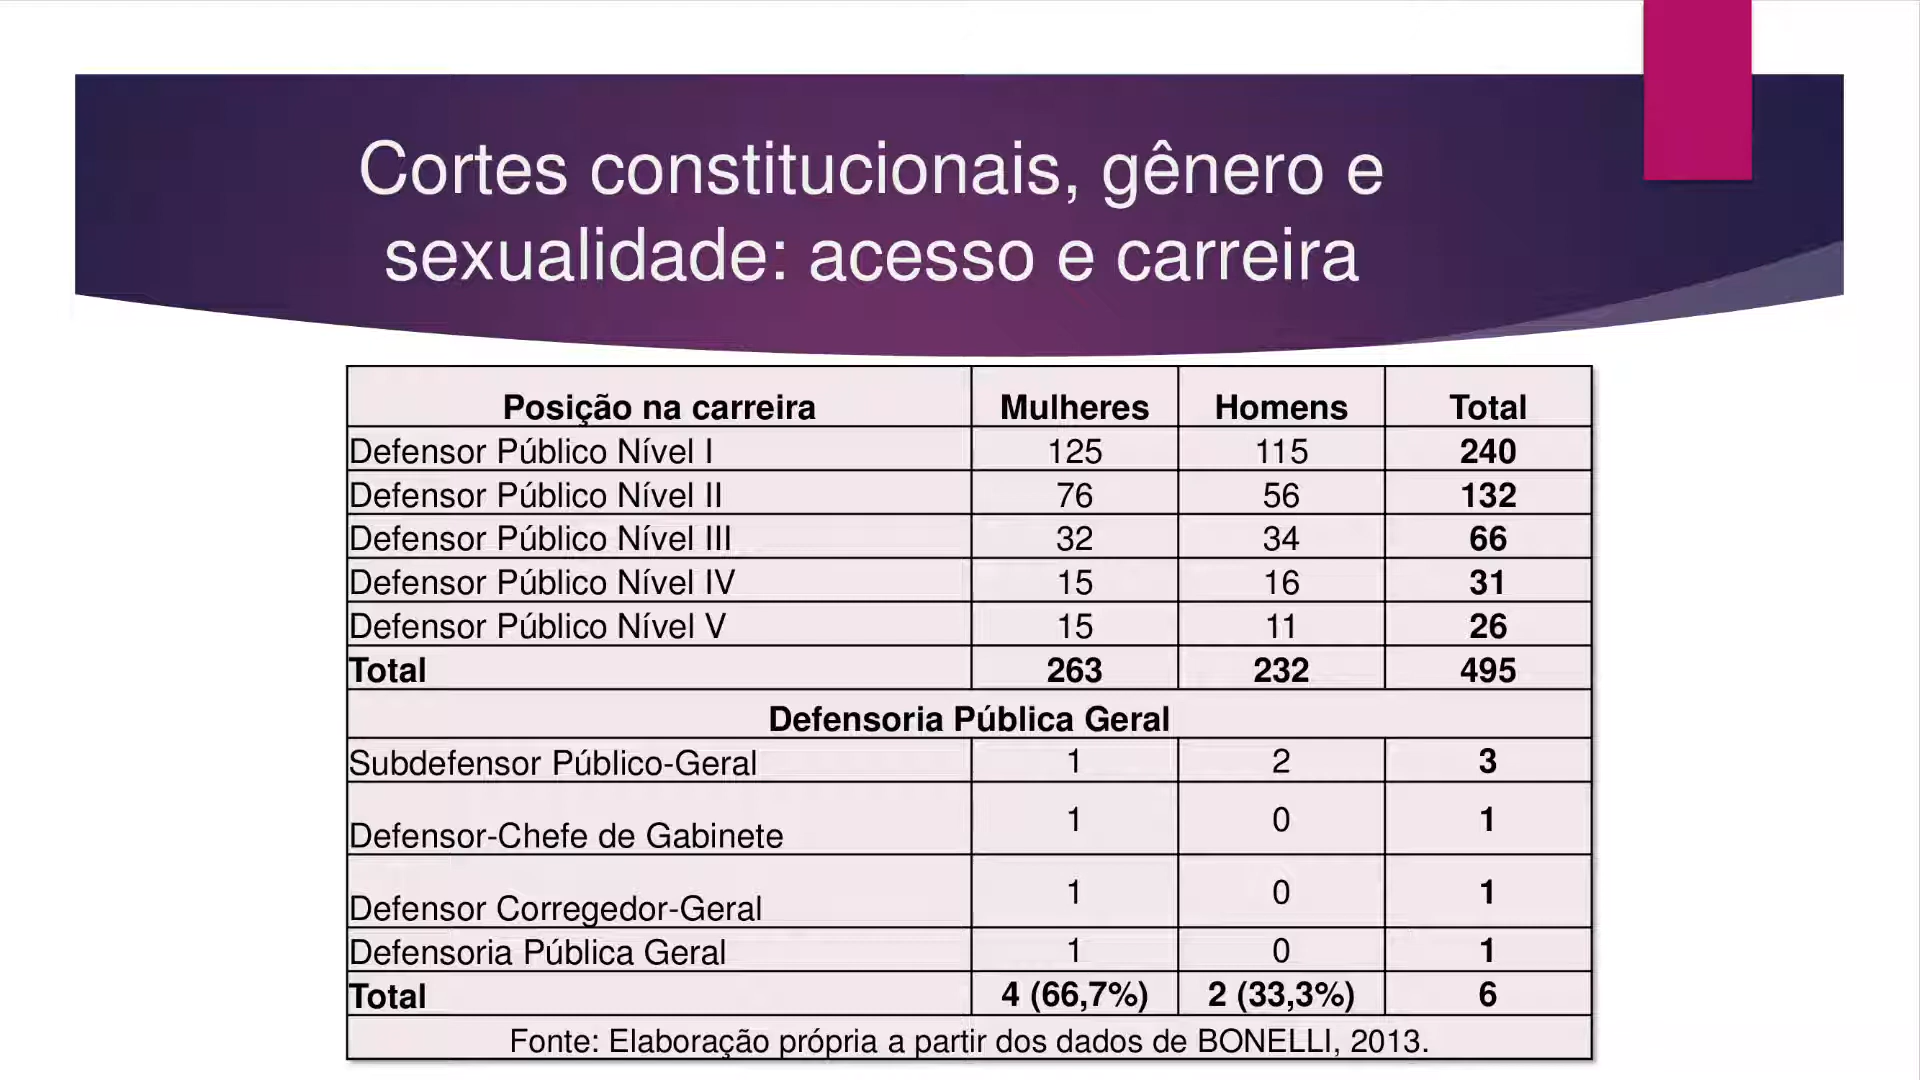 Cortes constitucionais, gênero e
sexualidade: acesso e carreira
Posição na carreira Mulheres Homens Total
Defensor Público Nível I 125 115 240
Defensor Público Nível II 76 56 132
Defensor Público Nível III 32 34 66
Defensor Público Nível IV 15 16 31
Defensor Público Nível V 15 11 26
Total 263 232 495
Defensoria Pública Geral
Subdefensor Público-Geral 1 2 3
Defensor-Chefe de Gabinete 1 0 1
Defensor Corregedor-Geral 1 0 1
Defensoria Pública Geral 1 0 1
Total 4 (66,7%) 2 (33,3%) 6
Fonte: Elaboração própria a partir dos dados de BONELLI, 2013.